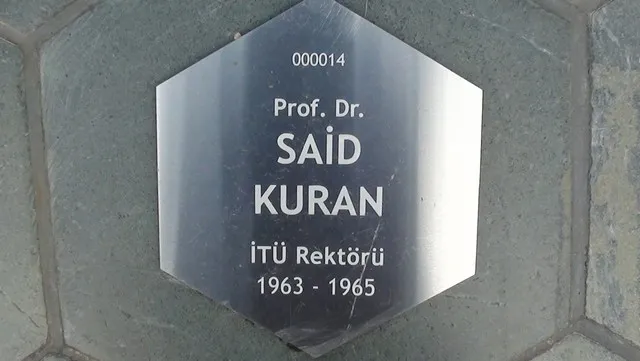 000014
Prof. Dr.
SAİD
KURAN
İTÜ Rektörü
1963 - 1965